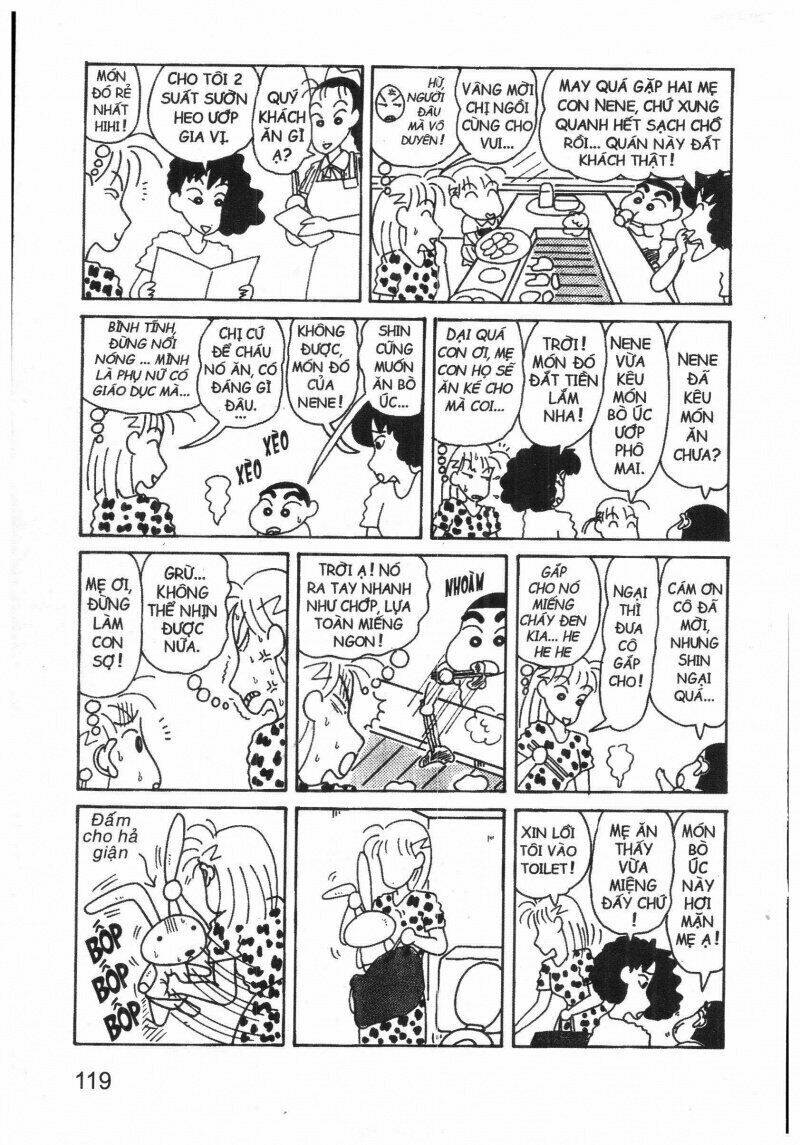 MAY QUÁ GẶP HAI MẸ
CON NENE, CHỨ XUNG
QUANH HẾT SẠCH CHỖ
RỒI... QUÁN NÀY ĐẮT
KHÁCH THẬT!
VÂNG MỜI
CHỊ NGỒI
CÙNG CHO
VUI...
HỪ,
NGƯỜI
ĐÂU
MÀ VÔ
DUYÊN!
QUÝ
KHÁCH
ĂN GÌ
Ạ?
CHO TÔI 2
SUẤT SƯỜN
HEO ƯỚP
GIA VỊ.
MÓN
ĐÓ RẺ
NHẤT
HIHI!
NENE
ĐÃ
KÊU
MÓN
ĂN
CHƯA?
NENE
VỪA
KÊU
MÓN
BÒ ÚC
ƯỚP
PHÔ
MAI.
TRỜI!
MÓN ĐÓ
ĐẮT TIỀN
LẮM
NHA!
DẠI QUÁ
CON ƠI, MẸ
CON HỌ SẼ
ĂN KÉ CHO
MÀ COI...
SHIN
CŨNG
MUỐN
ĂN BÒ
ÚC...
KHÔNG
ĐƯỢC,
MÓN ĐÓ
CỦA
NENE!
CHỊ CỨ
ĐỂ CHÁU
NÓ ĂN, CÓ
ĐÁNG GÌ
ĐÂU.
...
BÌNH TĨNH,
ĐỪNG NỔI
NÓNG ... MÌNH
LÀ PHỤ NỮ CÓ
GIÁO DỤC MÀ...
XÈO
XÈO
XÈO
CÁM ƠN
CÔ ĐÃ
MỜI,
NHƯNG
SHIN
NGẠI
QUÁ...
NGẠI
THÌ
ĐƯA
CÔ
GẮP
CHO!
GẮP
CHO NÓ
MIẾNG
CHÁY ĐEN
KIA... HE
HE HE
NHOÀM
TRỜI Ạ! NÓ
RA TAY NHANH
NHƯ CHỚP, LỰA
TOÀN MIẾNG
NGON!
GRỪ...
KHÔNG
THỂ NHỊN
ĐƯỢC
NỮA.
MẸ ƠI,
ĐỪNG
LÀM
CON
SỢ!
MÓN
BÒ
ÚC
NÀY
HƠI
MẶN
MẸ Ạ!
MẸ ĂN
THẤY
VỪA
MIỆNG
ĐẤY CHỨ
!
XIN LỖI
TÔI VÀO
TOILET!
Đấm
cho hả
giận
BỐP
BỐP
BỐP
119